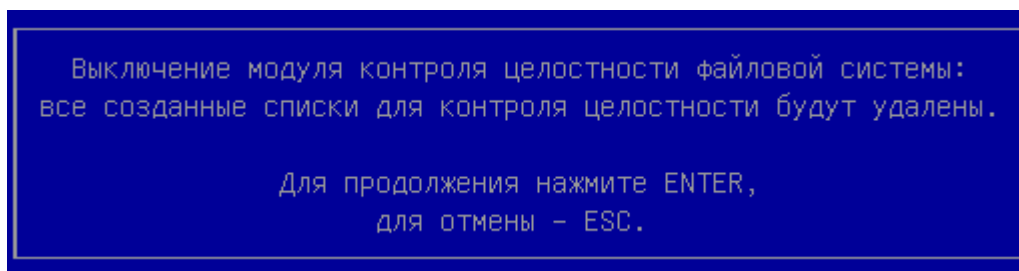 Выключение модуля контроля целостности файловой системы:
все созданные списки для контроля целостности будут удалены.
Для продолжения нажмите ENTER,
для отмены - ESC.